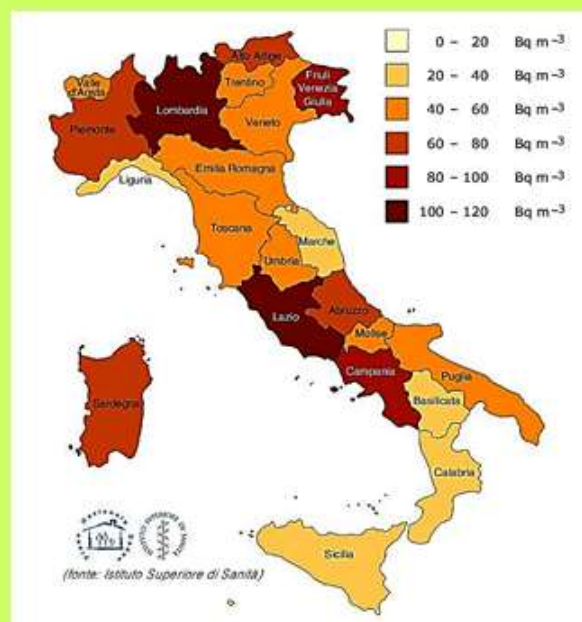 0 – 20 Bq m⁻³
20 – 40 Bq m⁻³
40 – 60 Bq m⁻³
60 – 80 Bq m⁻³
80 – 100 Bq m⁻³
100 – 120 Bq m⁻³
Alto Adige
Trentino
Friuli
Venezia
Giulia
Valle
d'Aosta
Lombardia
Veneto
Piemonte
Emilia Romagna
Liguria
Toscana
Marche
Umbria
Lazio
Abruzzo
Molise
Campania
Puglia
Basilicata
Sardegna
Calabria
Sicilia
(fonte: Istituto Superiore di Sanità)